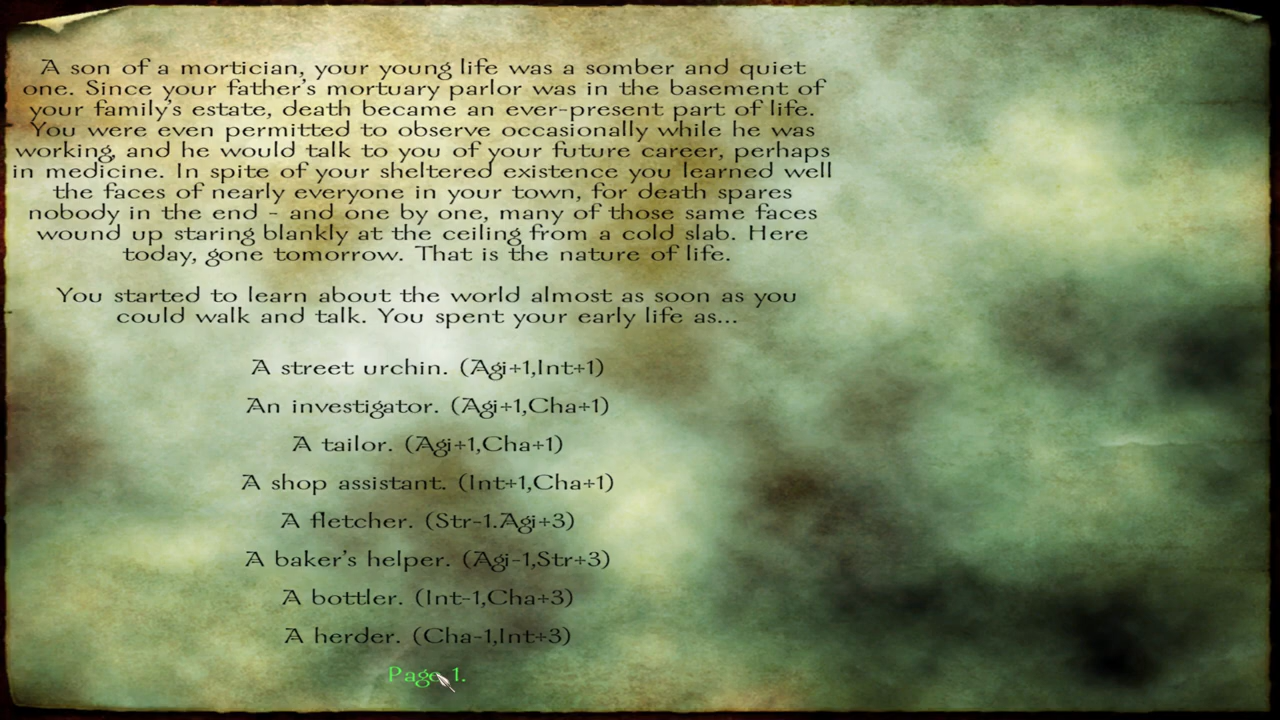 A son of a mortician, your young life was a somber and quiet
one. Since your father's mortuary parlor was in the basement of
your family's estate, death became an ever-present part of life.
You were even permitted to observe occasionally while he was
working, and he would talk to you of your future career, perhaps
in medicine. In spite of your sheltered existence you learned well
the faces of nearly everyone in your town, for death spares
nobody in the end - and one by one, many of those same faces
wound up staring blankly at the ceiling from a cold slab. Here
today, gone tomorrow. That is the nature of life.
You started to learn about the world almost as soon as you
could walk and talk. You spent your early life as...
A street urchin. (Agi+1,Int+1)
An investigator. (Agi+1,Cha+1)
A tailor. (Agi+1,Cha+1)
A shop assistant. (Int+1,Cha+1)
A fletcher. (Str-1.Agi+3)
A baker's helper. (Agi-1,Str+3)
A bottler. (Int-1,Cha+3)
A herder. (Cha-1,Int+3)
Page 1.